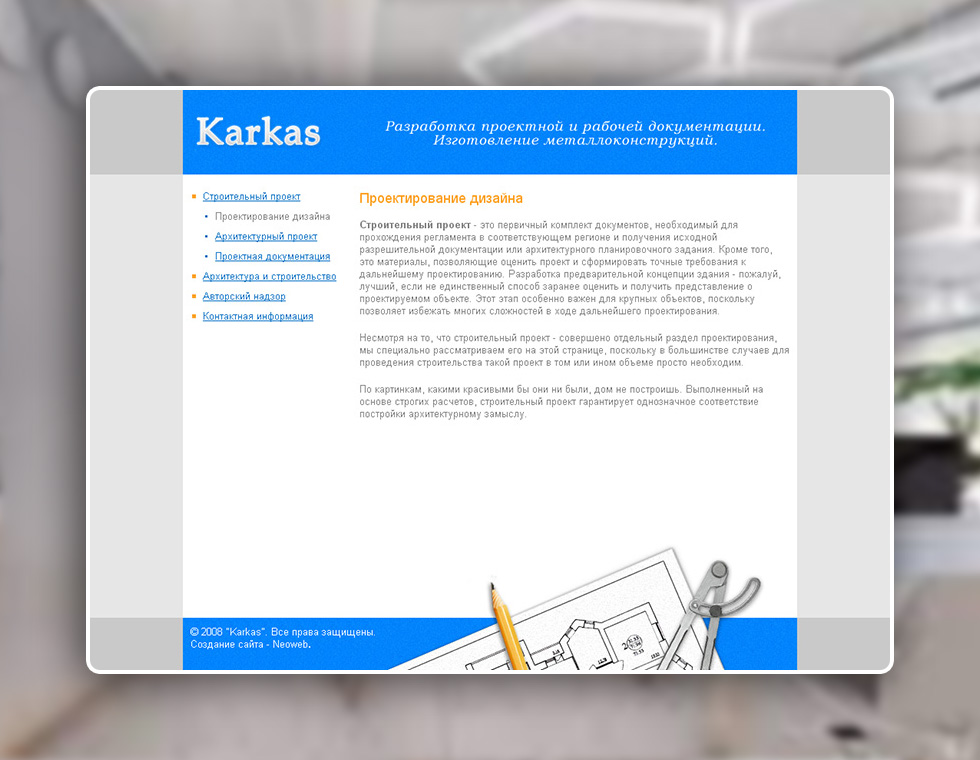 Karkas
Разработка проектной и рабочей документации.
Изготовление металлоконструкций.
Строительный проект
Проектирование дизайна
Архитектурный проект
Проектная документация
Архитектура и строительство
Авторский надзор
Контактная информация
Проектирование дизайна
Строительный проект - это первичный комплект документов, необходимый для
прохождения регламента в соответствующем регионе и получения исходной
разрешительной документации или архитектурного планировочного задания. Кроме того,
это материалы, позволяющие оценить проект и сформировать точные требования к
дальнейшему проектированию. Разработка предварительной концепции здания - пожалуй,
лучший, если не единственный способ заранее оценить и получить представление о
проектируемом объекте. Этот этап особенно важен для крупных объектов, поскольку
позволяет избежать многих сложностей в ходе дальнейшего проектирования.
Несмотря на то, что строительный проект - совершено отдельный раздел проектирования,
мы специально рассматриваем его на этой странице, поскольку в большинстве случаев для
проведения строительства такой проект в том или ином объеме просто необходим.
По картинкам, какими красивыми бы они ни были, дом не построишь. Выполненный на
основе строгих расчетов, строительный проект гарантирует однозначное соответствие
постройки архитектурному замыслу.
© 2008 "Karkas". Все права защищены.
Создание сайта - Neoweb.